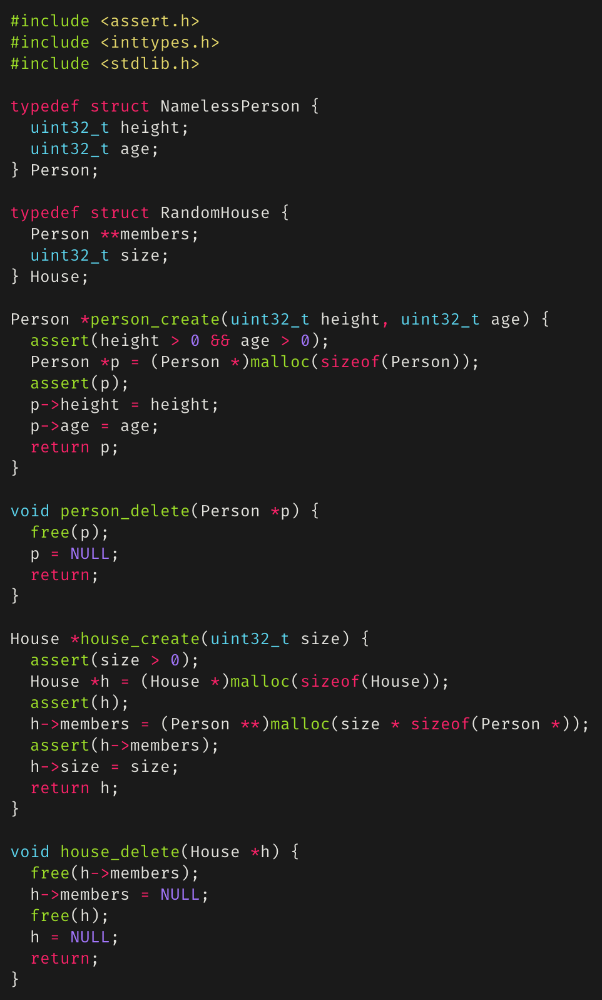 #include <assert.h>
#include <inttypes.h>
#include <stdlib.h>

typedef struct NamelessPerson {
  uint32_t height;
  uint32_t age;
} Person;

typedef struct RandomHouse {
  Person **members;
  uint32_t size;
} House;

Person *person_create(uint32_t height, uint32_t age) {
  assert(height > 0 && age > 0);
  Person *p = (Person *)malloc(sizeof(Person));
  assert(p);
  p->height = height;
  p->age = age;
  return p;
}

void person_delete(Person *p) {
  free(p);
  p = NULL;
  return;
}

House *house_create(uint32_t size) {
  assert(size > 0);
  House *h = (House *)malloc(sizeof(House));
  assert(h);
  h->members = (Person **)malloc(size * sizeof(Person *));
  assert(h->members);
  h->size = size;
  return h;
}

void house_delete(House *h) {
  free(h->members);
  h->members = NULL;
  free(h);
  h = NULL;
  return;
}